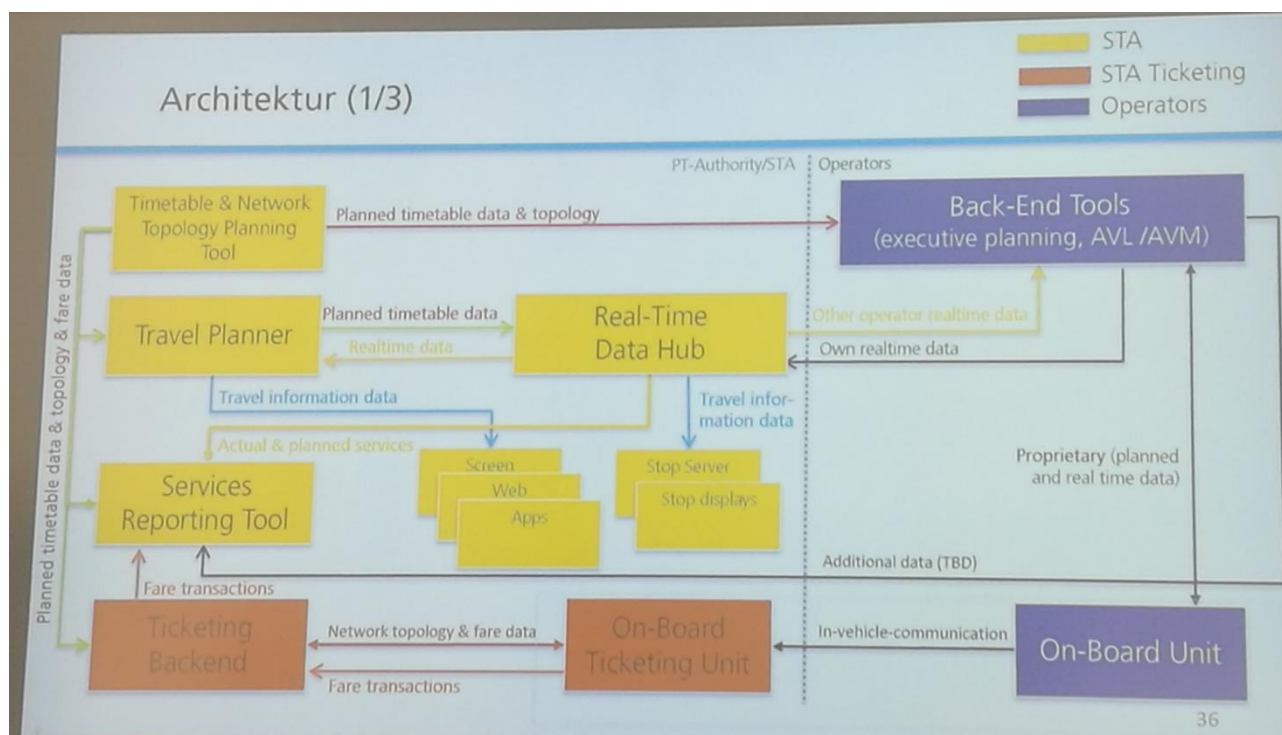 STA
STA Ticketing
Operators
Architektur (1/3)
PT-Authority/STA
Operators
Timetable & Network
Topology Planning
Tool
Planned timetable data & topology
Back-End Tools
(executive planning, AVL /AVM)
Planned timetable data & topology & fare data
Travel Planner
Planned timetable data
Realtime data
Real-Time
Data Hub
Other operator realtime data
Own realtime data
Travel information data
Travel infor-
mation data
Actual & planned services
Services
Reporting Tool
Screen
Web
Apps
Stop Server
Stop displays
Proprietary (planned
and real time data)
Additional data (TBD)
Fare transactions
Ticketing
Backend
Network topology & fare data
Fare transactions
On-Board
Ticketing Unit
In-vehicle-communication
On-Board Unit
36